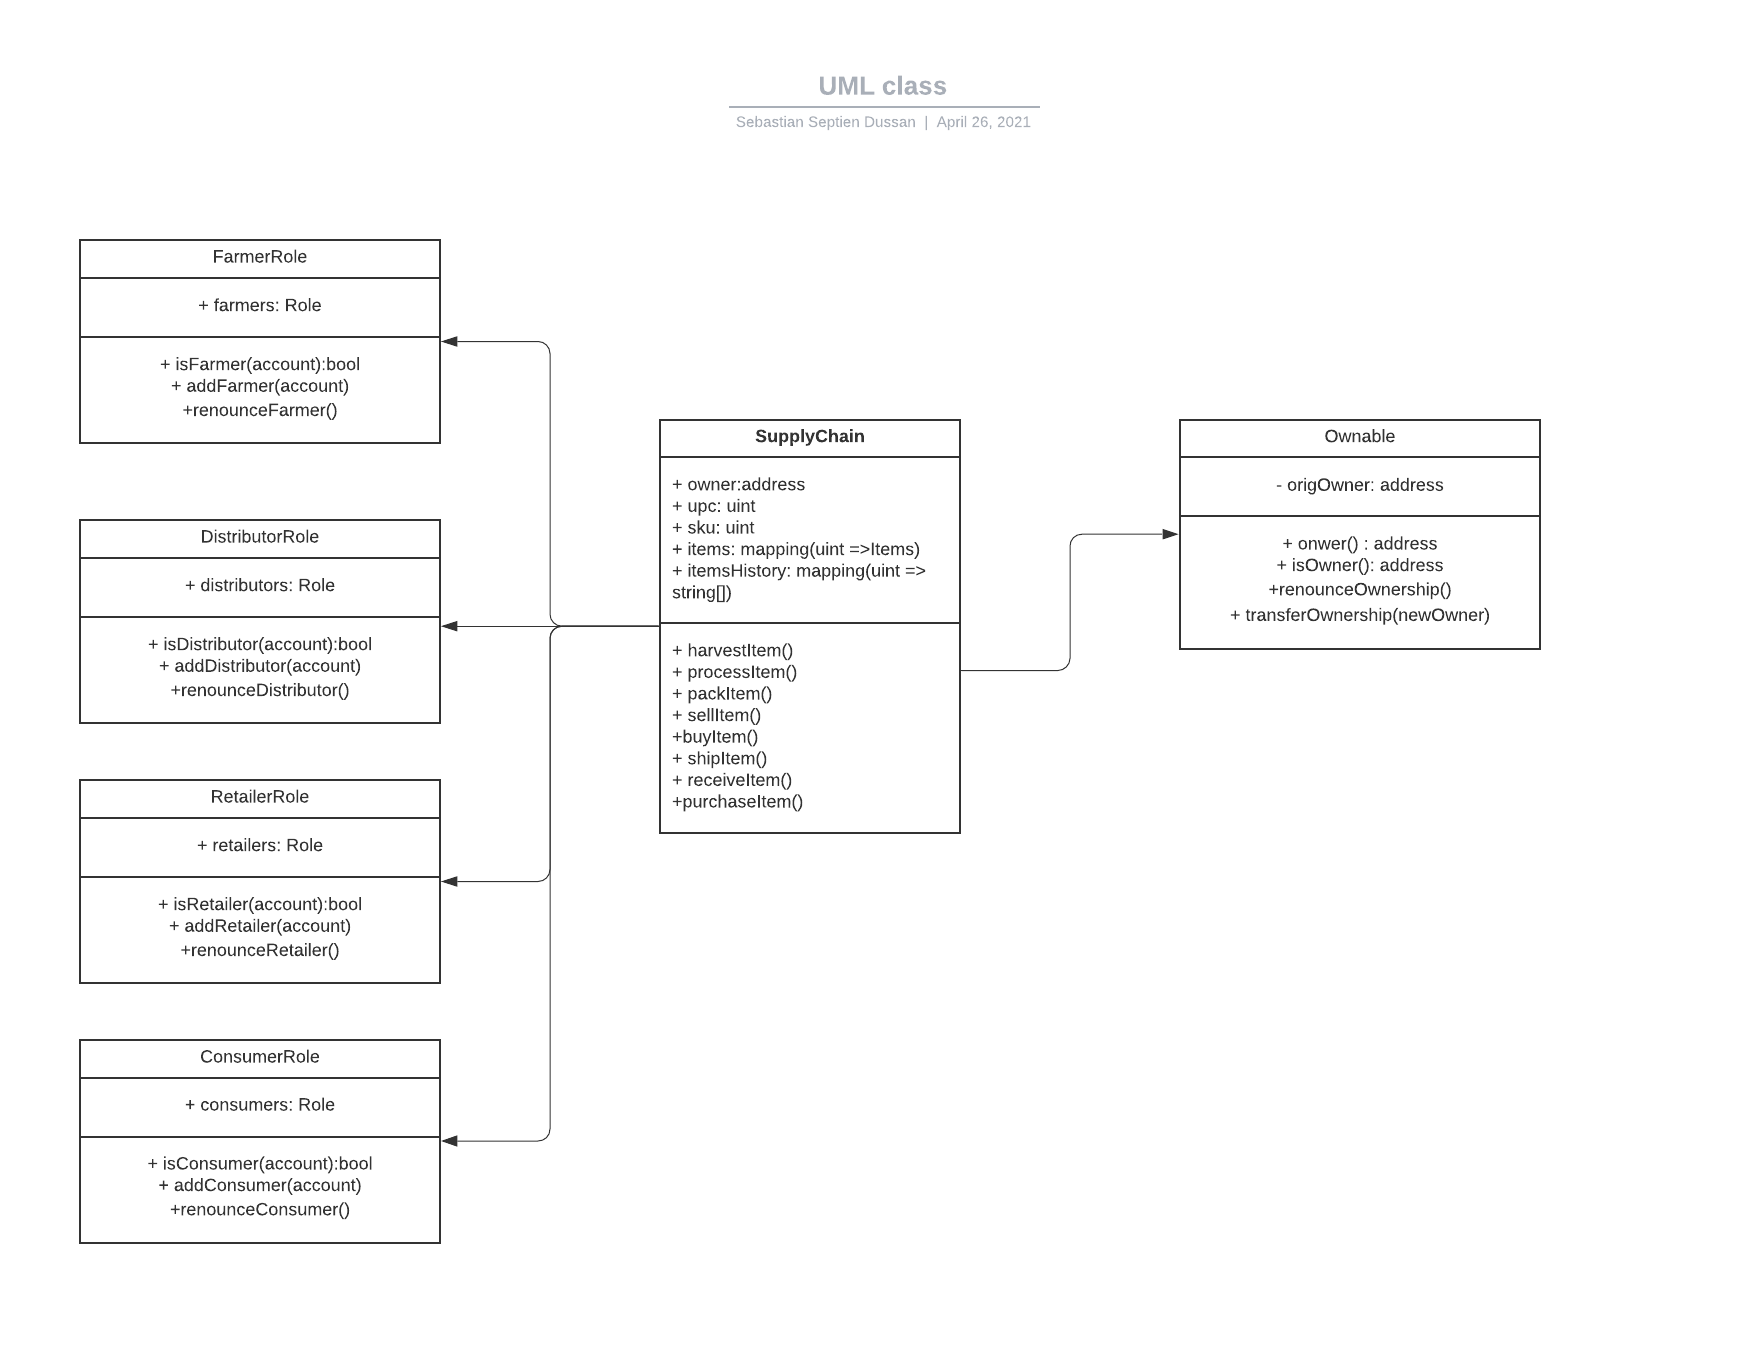 UML class
Sebastian Septien Dussan | April 26, 2021
FarmerRole
+ farmers: Role
+ isFarmer(account):bool
+ addFarmer(account)
+renounceFarmer()
DistributorRole
+ distributors: Role
+ isDistributor(account):bool
+ addDistributor(account)
+renounceDistributor()
RetailerRole
+ retailers: Role
+ isRetailer(account):bool
+ addRetailer(account)
+renounceRetailer()
ConsumerRole
+ consumers: Role
+ isConsumer(account):bool
+ addConsumer(account)
+renounceConsumer()
SupplyChain
+ owner:address
+ upc: uint
+ sku: uint
+ items: mapping(uint =>Items)
+ itemsHistory: mapping(uint =>
string[])
+ harvestItem()
+ processItem()
+ packItem()
+ sellItem()
+buyItem()
+ shipItem()
+ receiveItem()
+purchaseItem()
Ownable
- origOwner: address
+ onwer() : address
+ isOwner(): address
+renounceOwnership()
+ transferOwnership(newOwner)